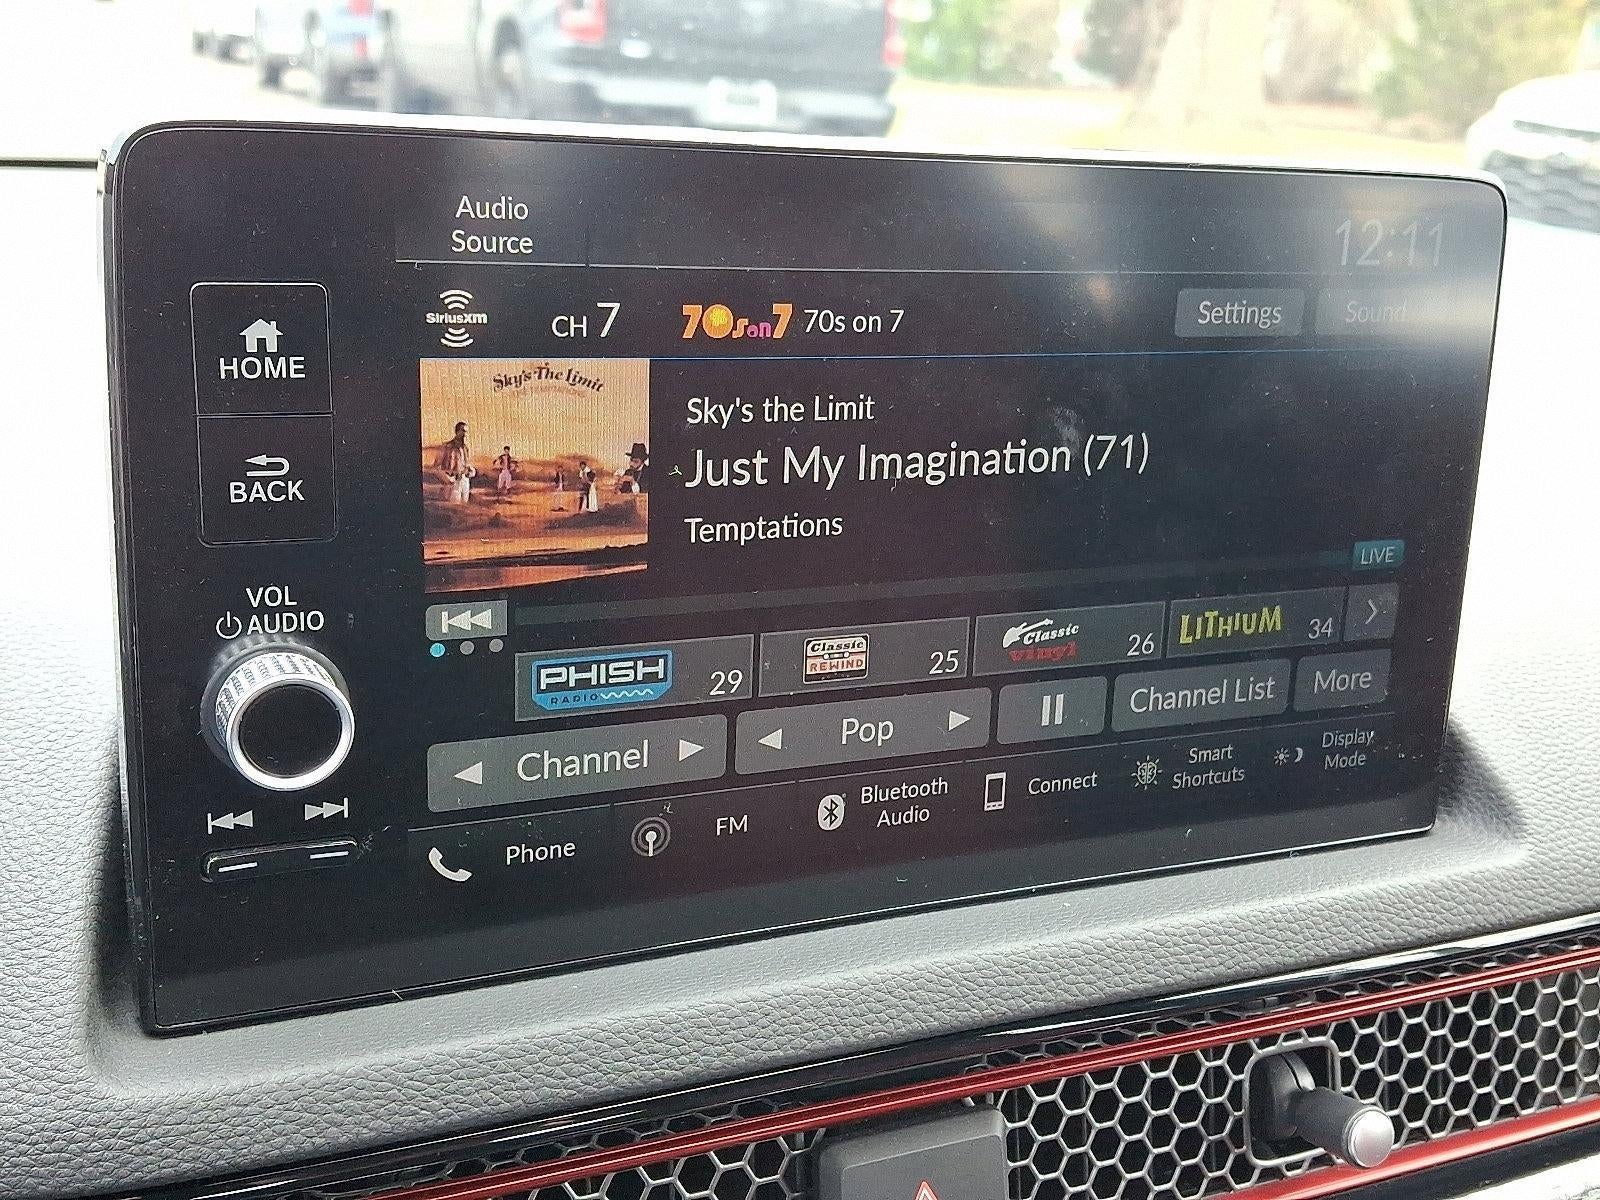 Audio
Source
12:11
HOME
BACK
VOL
AUDIO
SiriusXM
CH 7
70s on 7
70s on 7
Settings
Sound
Sky's The Limit
Sky's the Limit
Just My Imagination (71)
Temptations
LIVE
PHISH
RADIO
29
Classic
REWIND
25
Classic
vinyl
26
LITHIUM
34
Channel
Pop
Channel List
More
Phone
FM
Bluetooth
Audio
Connect
Smart
Shortcuts
Display
Mode